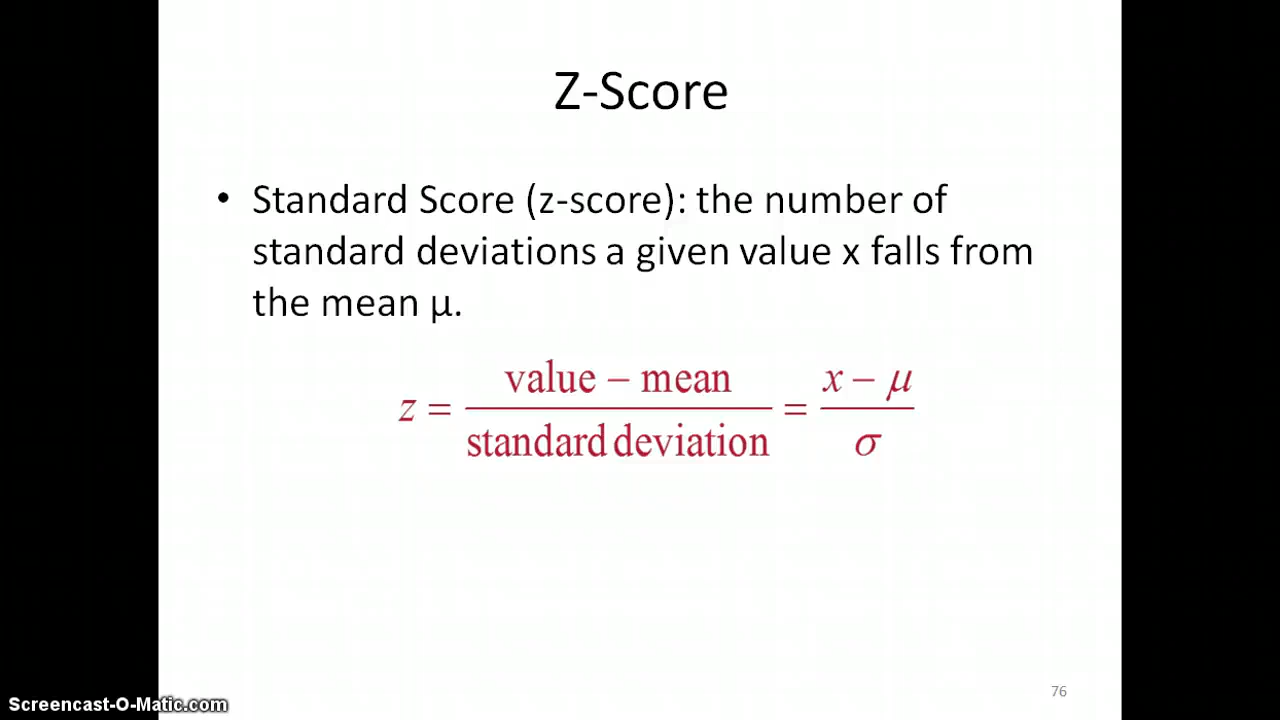 Z-Score
• Standard Score (z-score): the number of
standard deviations a given value x falls from
the mean μ.
z = value − mean / standard deviation = x − μ / σ
76
Screencast-O-Matic.com